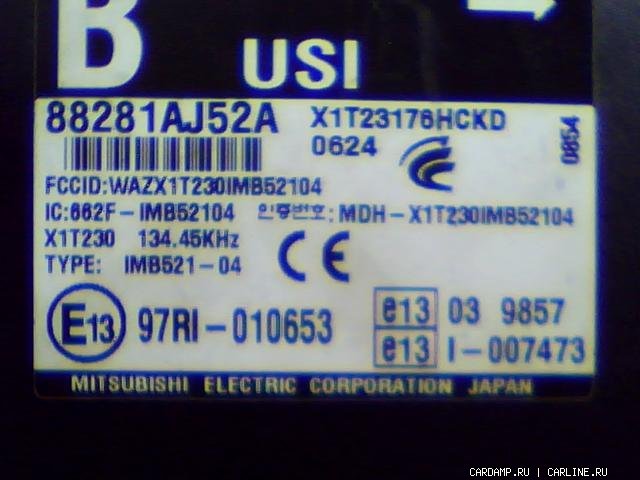 B
USI
88281AJ52A
X1T23176HCKD
0624
0854
FCCID:WAZX1T230IMB52104
IC:662F-IMB52104 인증번호: MDH-X1T230IMB52104
X1T230 134.45KHz
TYPE: IMB521-04
CE
E13 97RI-010653
e13 03 9857
e13 I-007473
MITSUBISHI ELECTRIC CORPORATION JAPAN
CARDAMP.RU | CARLINE.RU